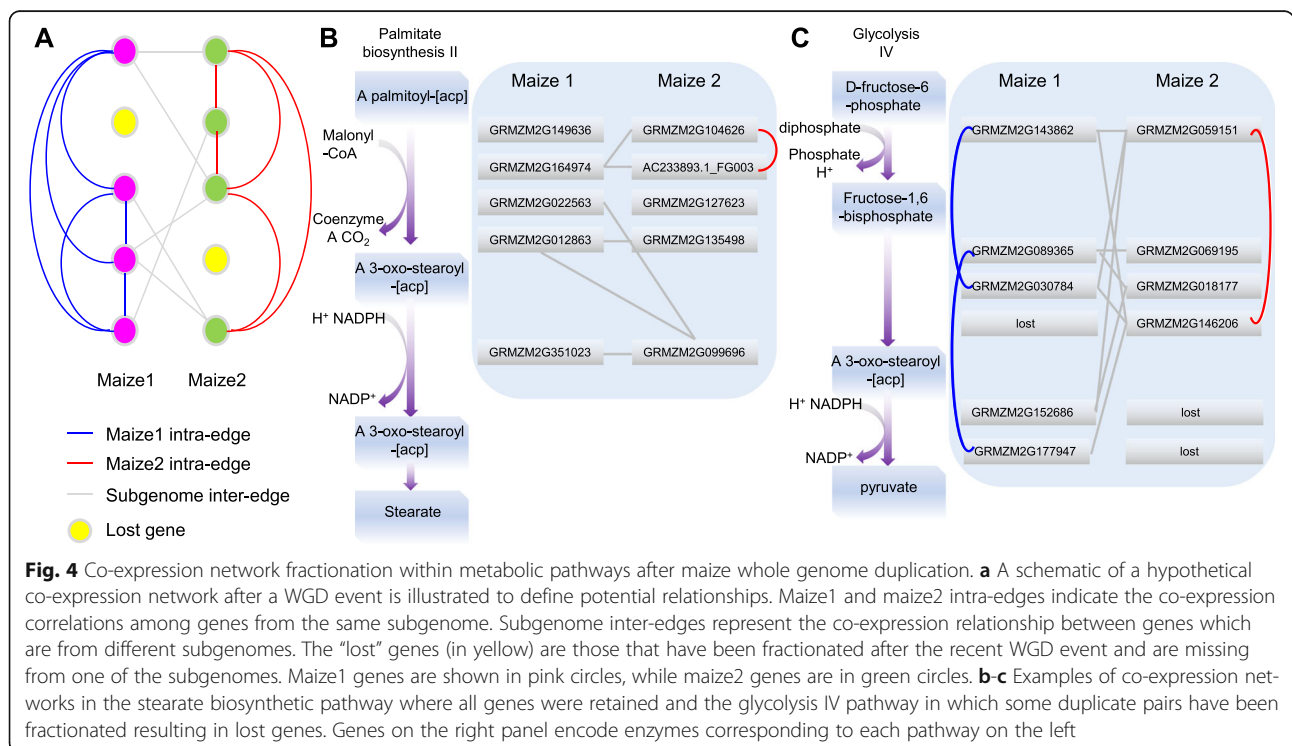 A
Maize1
Maize2
Maize1 intra-edge
Maize2 intra-edge
Subgenome inter-edge
Lost gene
B
Palmitate
biosynthesis II
A palmitoyl-[acp]
Malonyl
-CoA
Coenzyme
A CO2
A 3-oxo-stearoyl
-[acp]
H+ NADPH
NADP+
A 3-oxo-stearoyl
-[acp]
Stearate
Maize 1
Maize 2
GRMZM2G149636
GRMZM2G104626
GRMZM2G164974
AC233893.1_FG003
GRMZM2G022563
GRMZM2G127623
GRMZM2G012863
GRMZM2G135498
GRMZM2G351023
GRMZM2G099696
C
Glycolysis
IV
D-fructose-6
-phosphate
diphosphate
Phosphate
H+
Fructose-1,6
-bisphosphate
A 3-oxo-stearoyl
-[acp]
H+ NADPH
NADP+
pyruvate
Maize 1
Maize 2
GRMZM2G143862
GRMZM2G059151
GRMZM2G089365
GRMZM2G069195
GRMZM2G030784
GRMZM2G018177
lost
GRMZM2G146206
GRMZM2G152686
lost
GRMZM2G177947
lost
Fig. 4 Co-expression network fractionation within metabolic pathways after maize whole genome duplication. a A schematic of a hypothetical
co-expression network after a WGD event is illustrated to define potential relationships. Maize1 and maize2 intra-edges indicate the co-expression
correlations among genes from the same subgenome. Subgenome inter-edges represent the co-expression relationship between genes which
are from different subgenomes. The “lost” genes (in yellow) are those that have been fractionated after the recent WGD event and are missing
from one of the subgenomes. Maize1 genes are shown in pink circles, while maize2 genes are in green circles. b-c Examples of co-expression net-
works in the stearate biosynthetic pathway where all genes were retained and the glycolysis IV pathway in which some duplicate pairs have been
fractionated resulting in lost genes. Genes on the right panel encode enzymes corresponding to each pathway on the left